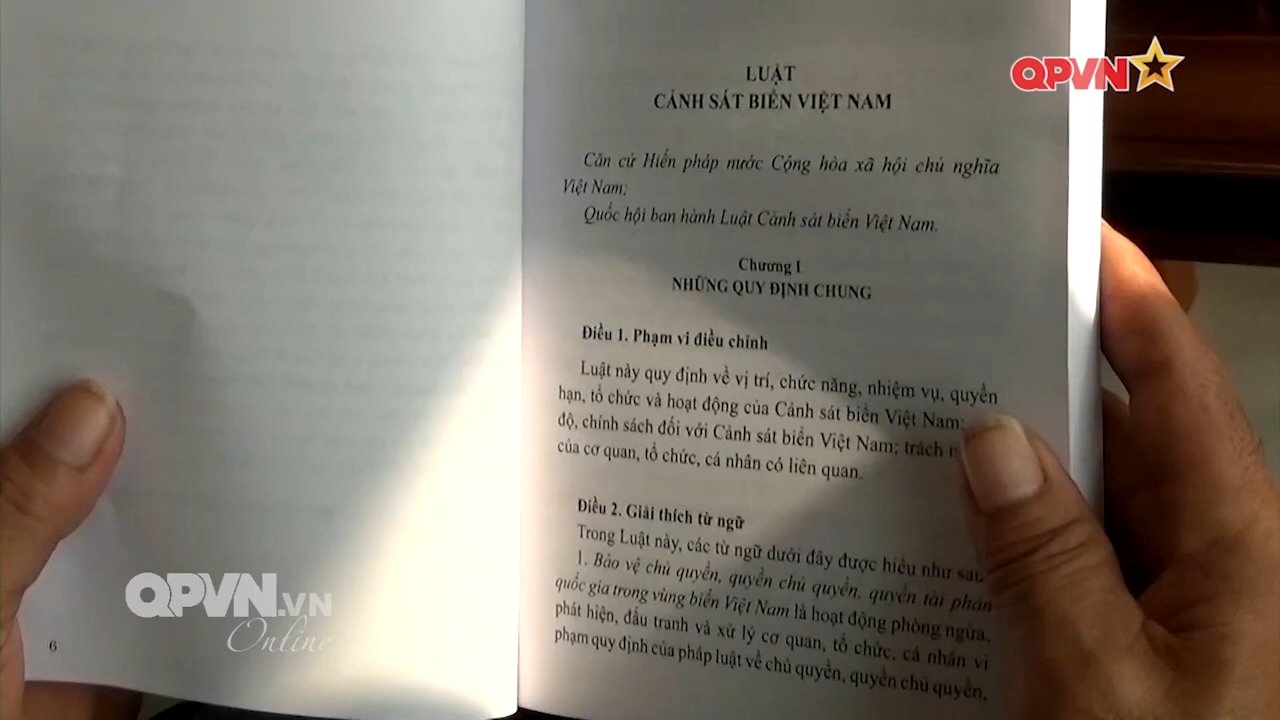 LUẬT
CẢNH SÁT BIỂN VIỆT NAM
Căn cứ Hiến pháp nước Cộng hòa xã hội chủ nghĩa
Việt Nam;
Quốc hội ban hành Luật Cảnh sát biển Việt Nam.
Chương I
NHỮNG QUY ĐỊNH CHUNG
Điều 1. Phạm vi điều chỉnh
Luật này quy định về vị trí, chức năng, nhiệm vụ, quyền
hạn, tổ chức và hoạt động của Cảnh sát biển Việt Nam;
độ, chính sách đối với Cảnh sát biển Việt Nam; trách
của cơ quan, tổ chức, cá nhân có liên quan.
Điều 2. Giải thích từ ngữ
Trong Luật này, các từ ngữ dưới đây được hiểu như sau
1. Bảo vệ chủ quyền, quyền chủ quyền, quyền tài phán
quốc gia trong vùng biển Việt Nam là hoạt động phòng ngừa,
phát hiện, đấu tranh và xử lý cơ quan, tổ chức, cá nhân vi
phạm quy định của pháp luật về chủ quyền, quyền chủ quyền,
6
QPVN
QPVN.VN
Online